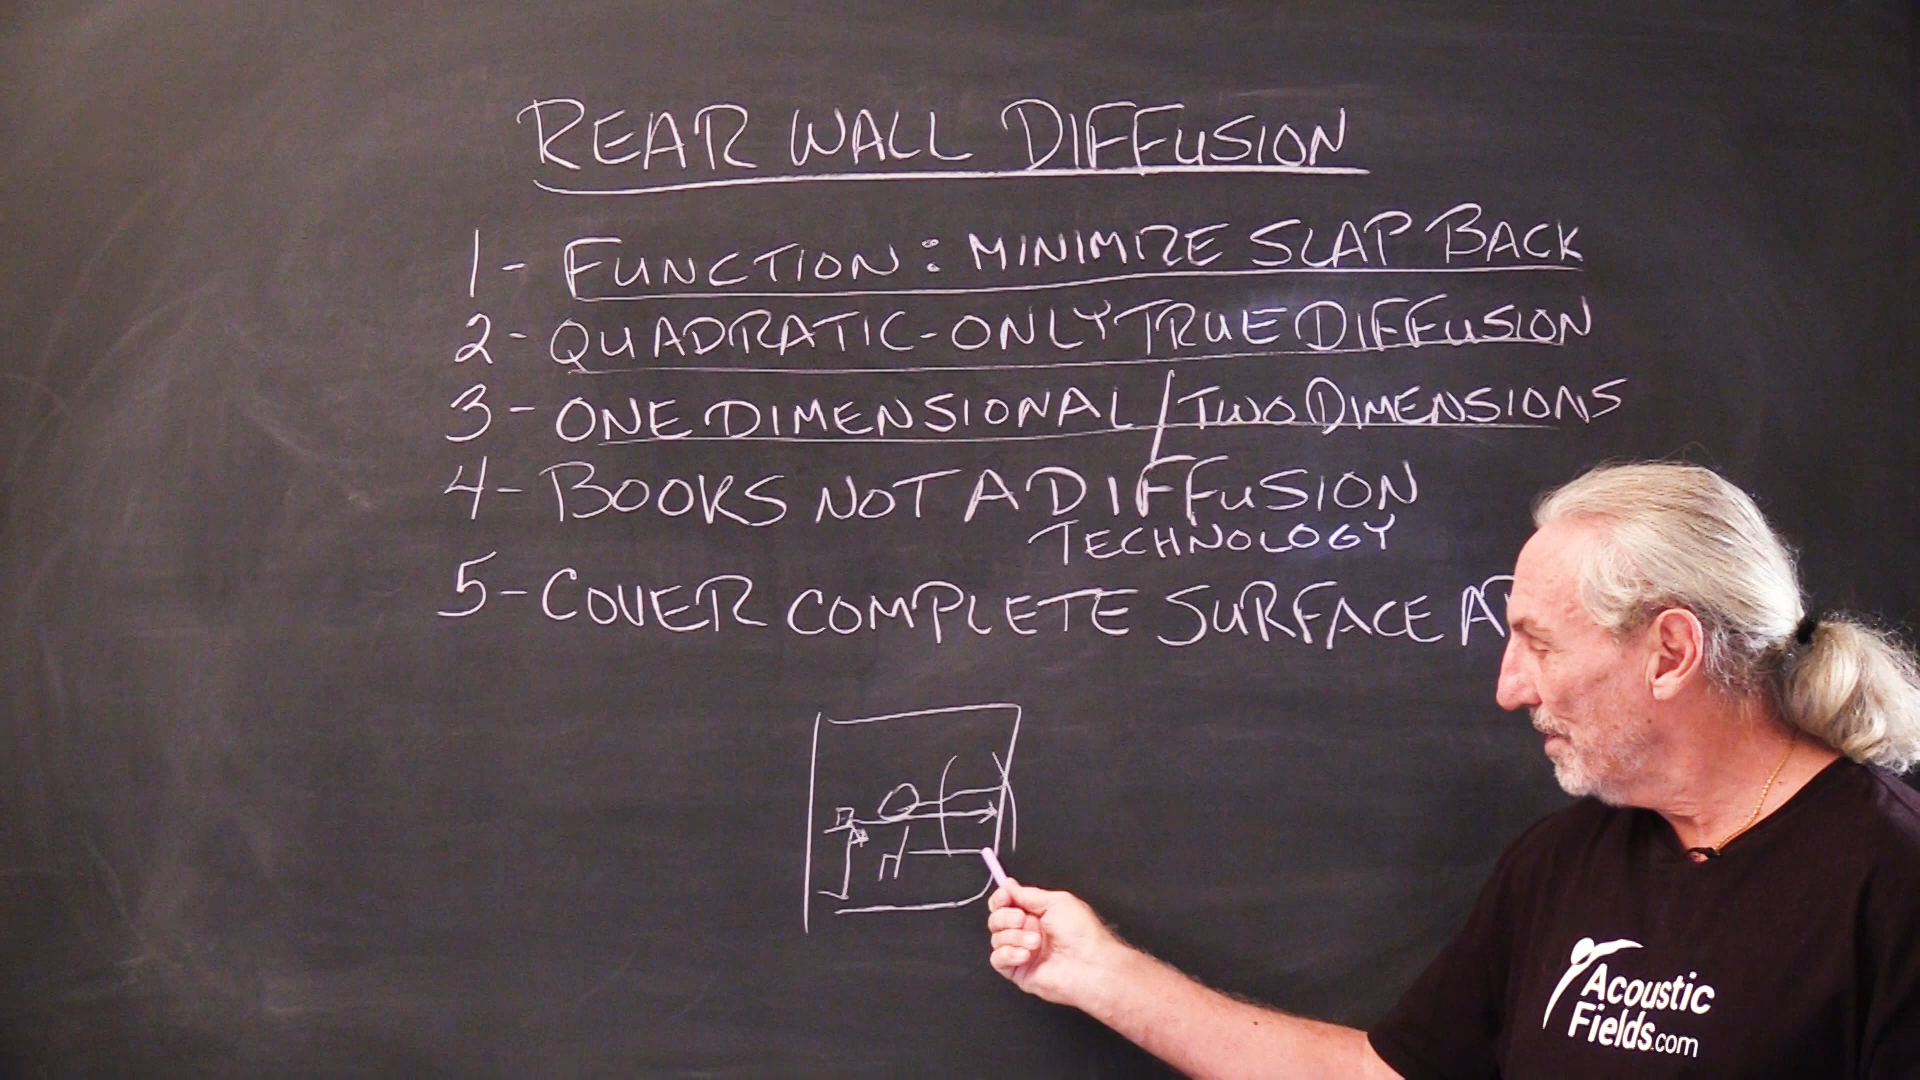 REAR WALL DIFFUSION
1- FUNCTION: MINIMIZE SLAP BACK
2- QUADRATIC-ONLY TRUE DIFFUSION
3- ONE DIMENSIONAL/TWO DIMENSIONS
4- BOOKS NOT A DIFFUSION
TECHNOLOGY
5- COVER COMPLETE SURFACE
Acoustic
Fields.com